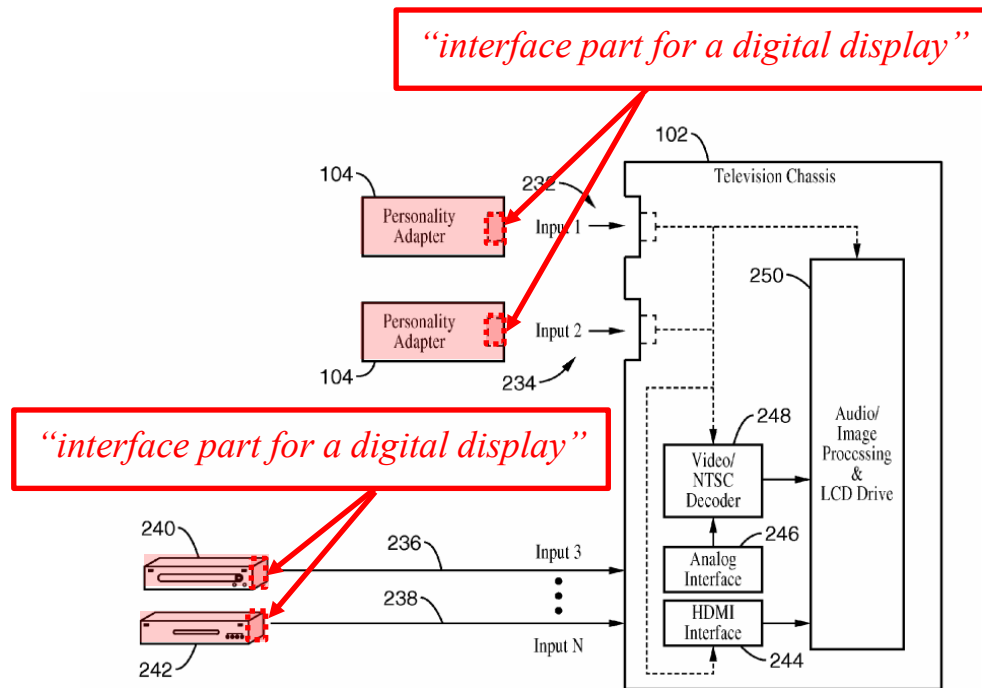 “interface part for a digital display”
102
Television Chassis
104
232
Personality
Adapter
Input 1
250
Personality
Adapter
Input 2
104
234
“interface part for a digital display”
248
Video/
NTSC
Decoder
Audio/
Image
Processing
&
LCD Drive
240
236
Input 3
246
Analog
Interface
238
HDMI
Interface
242
Input N
244